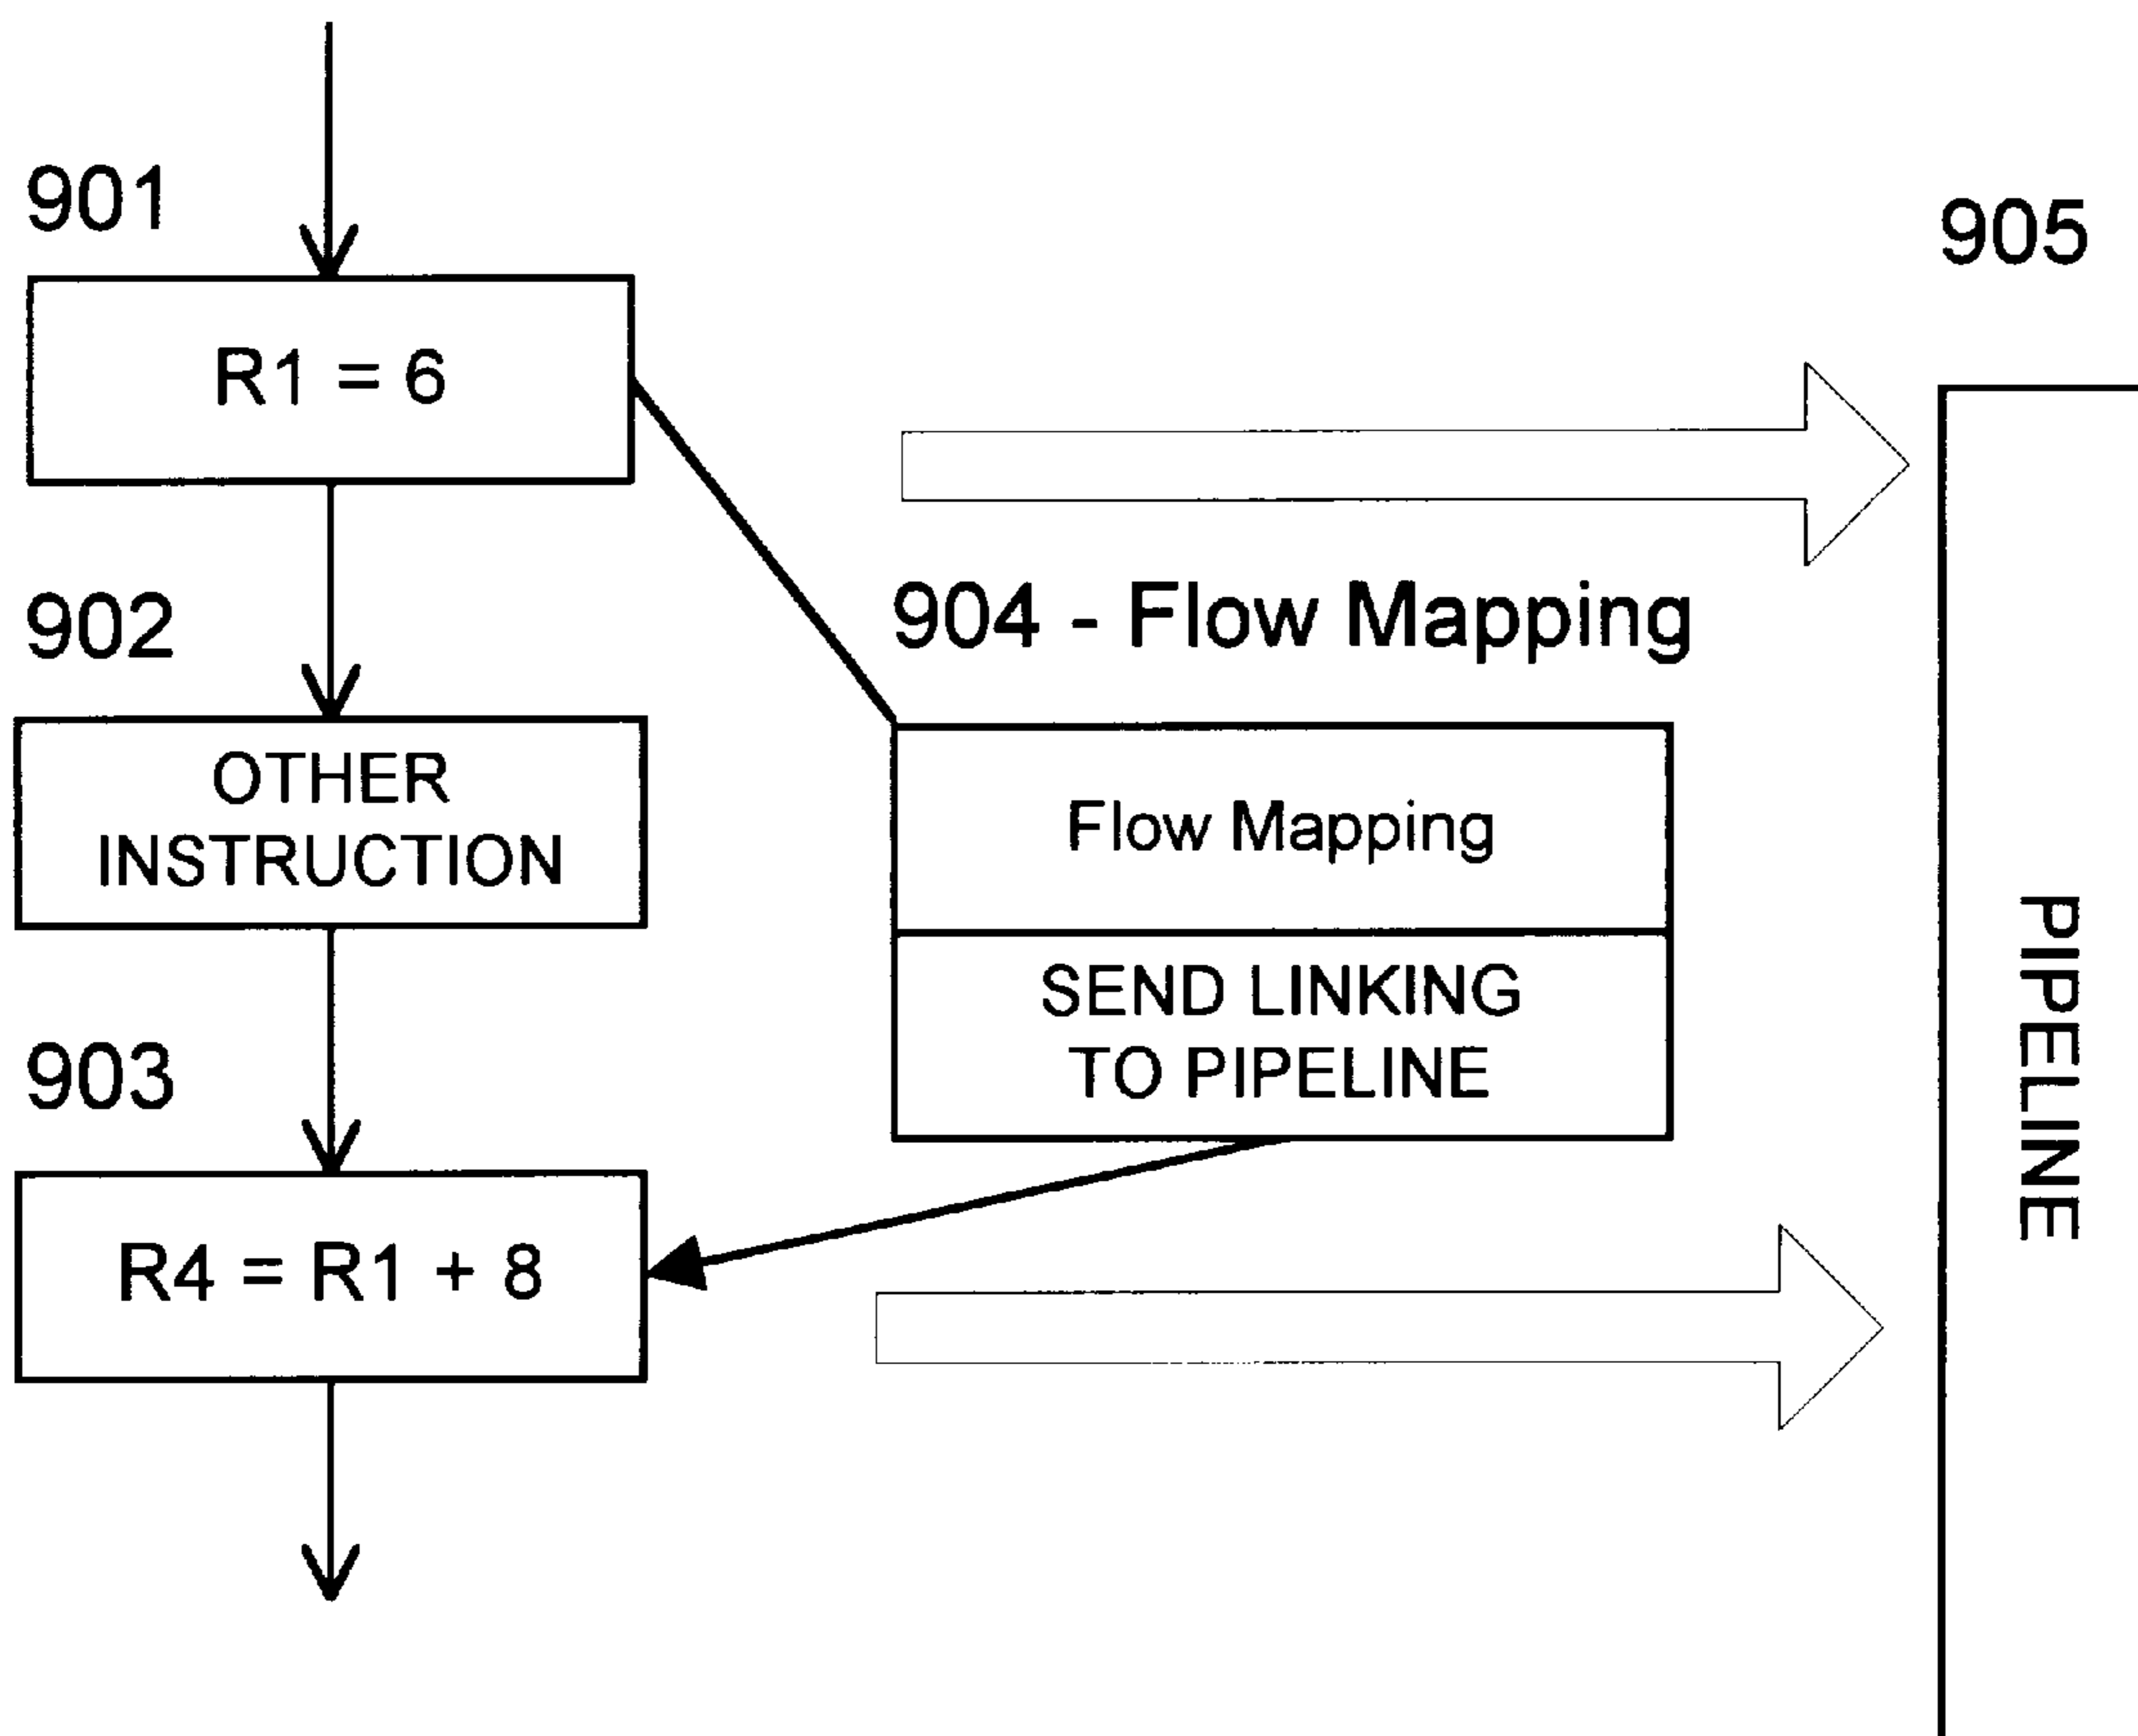 901
R1 = 6
905
902
904 - Flow Mapping
OTHER
INSTRUCTION
Flow Mapping
SEND LINKING
TO PIPELINE
903
R4 = R1 + 8
PIPELINE